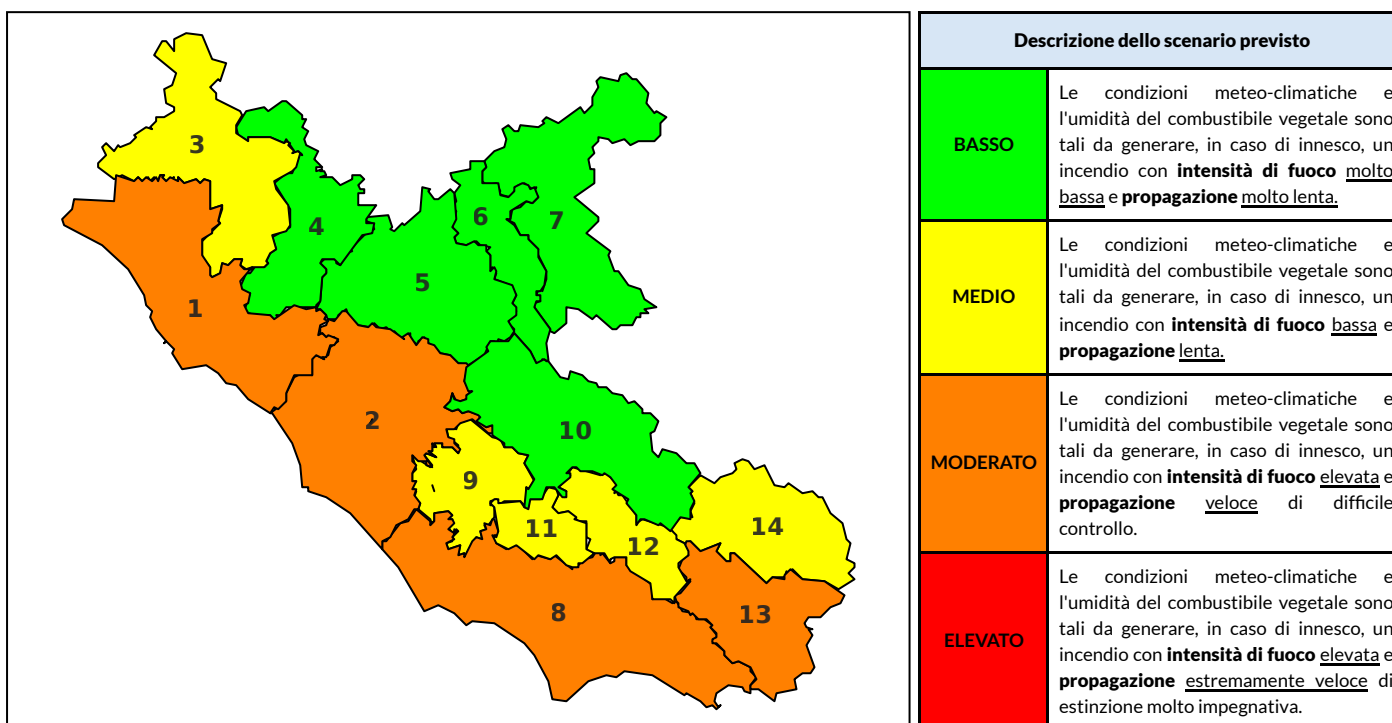 3
4
6
7
5
1
2
10
9
11
12
14
8
13
Descrizione dello scenario previsto
BASSO
Le condizioni meteo-climatiche e
l'umidità del combustibile vegetale sono
tali da generare, in caso di innesco, un
incendio con intensità di fuoco molto
bassa e propagazione molto lenta.
MEDIO
Le condizioni meteo-climatiche e
l'umidità del combustibile vegetale sono
tali da generare, in caso di innesco, un
incendio con intensità di fuoco bassa e
propagazione lenta.
MODERATO
Le condizioni meteo-climatiche e
l'umidità del combustibile vegetale sono
tali da generare, in caso di innesco, un
incendio con intensità di fuoco elevata e
propagazione veloce di difficile
controllo.
ELEVATO
Le condizioni meteo-climatiche e
l'umidità del combustibile vegetale sono
tali da generare, in caso di innesco, un
incendio con intensità di fuoco elevata e
propagazione estremamente veloce di
estinzione molto impegnativa.